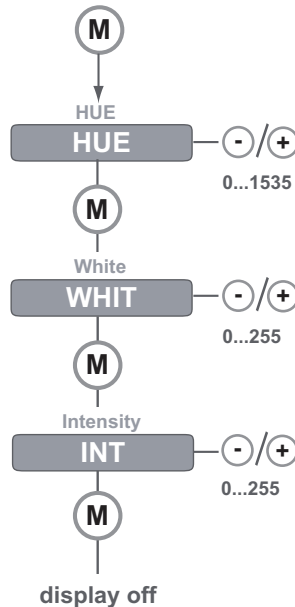 M
HUE
HUE
- / +
0...1535
M
White
WHIT
- / +
0...255
M
Intensity
INT
- / +
0...255
M
display off